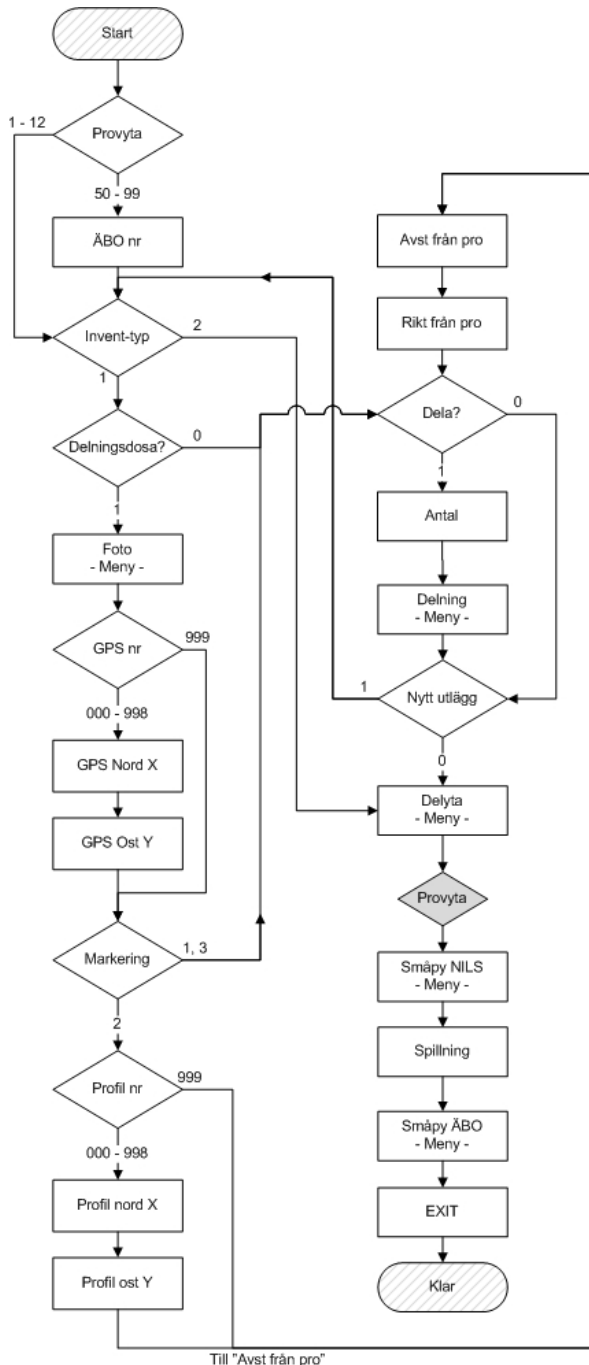 Start
Provyta
1 - 12
50 - 99
ÄBO nr
Invent-typ
2
1
Delningsdosa?
0
1
Foto
- Meny -
GPS nr
999
000 - 998
GPS Nord X
GPS Ost Y
Markering
1, 3
2
Profil nr
999
000 - 998
Profil nord X
Profil ost Y
Till "Avst från pro"
Avst från pro
Rikt från pro
Dela?
0
1
Antal
Delning
- Meny -
Nytt utlägg
1
0
Delyta
- Meny -
Provyta
Småpy NILS
- Meny -
Spillning
Småpy ÄBO
- Meny -
EXIT
Klar